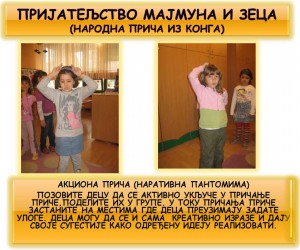 ПРИЈАТЕЉСТВО МАЈМУНА И ЗЕЦА
(НАРОДНА ПРИЧА ИЗ КОНГА)
АКЦИОНА ПРИЧА (НАРАТИВНА ПАНТОМИМА)
ПОЗОВИТЕ ДЕЦУ ДА СЕ АКТИВНО УКЉУЧЕ У ПРИЧАЊЕ
ПРИЧЕ,ПОДЕЛИТЕ ИХ У ГРУПЕ. У ТОКУ ПРИЧАЊА ПРИЧЕ
ЗАСТАНИТЕ НА МЕСТИМА ГДЕ ДЕЦА ПРЕУЗИМАЈУ ЗАДАТЕ
УЛОГЕ. ДЕЦА МОГУ ДА СЕ И САМА КРЕАТИВНО ИЗРАЗЕ И ДАЈУ
СВОЈЕ СУГЕСТИЈЕ КАКО ОДРЕЂЕНУ ИДЕЈУ РЕАЛИЗОВАТИ.